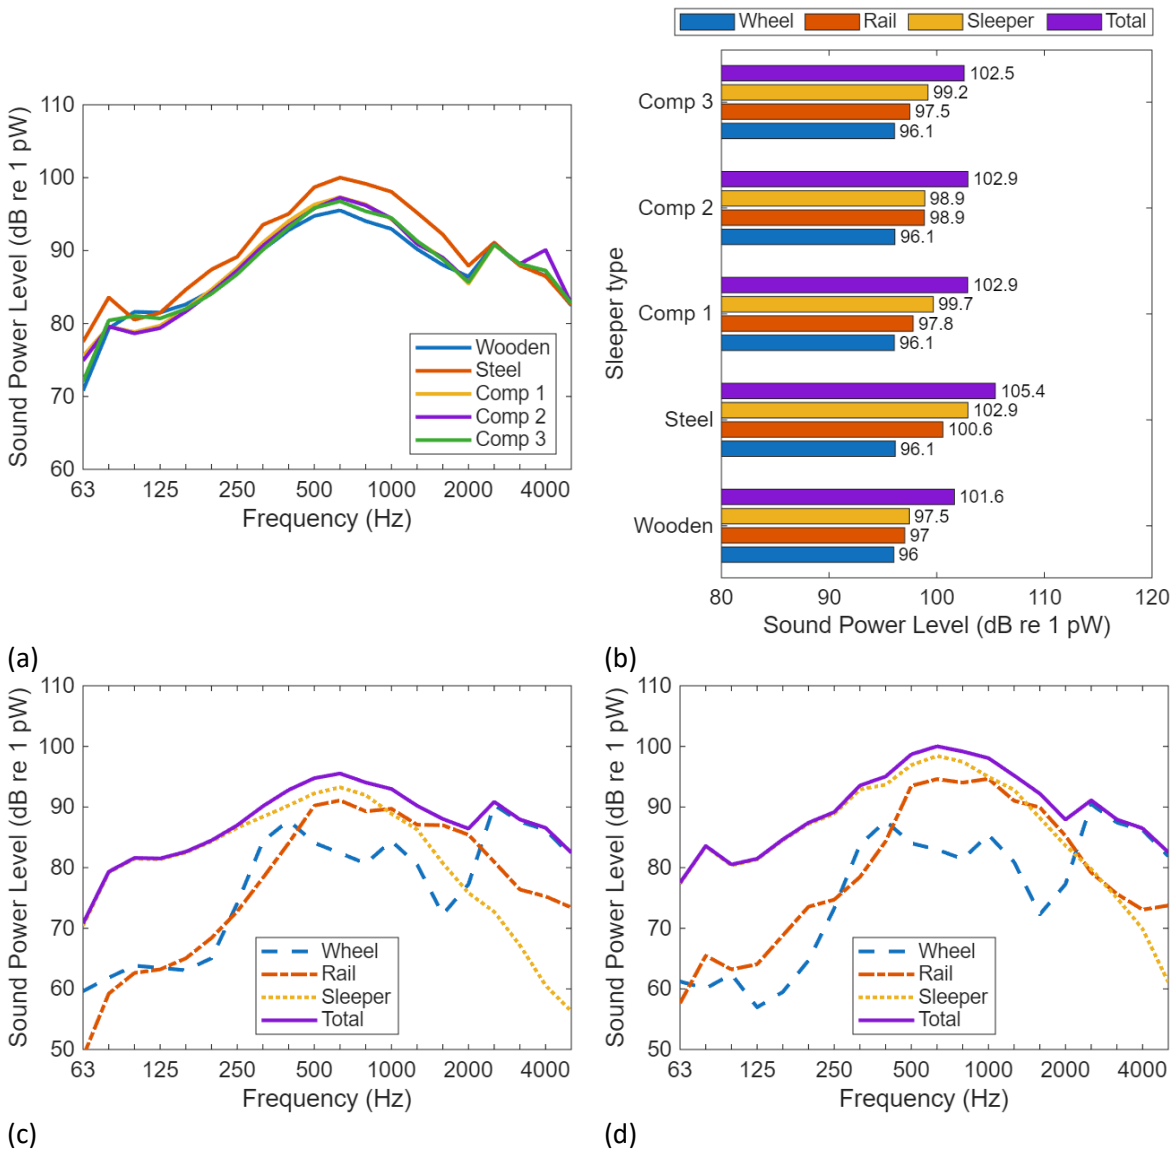 Sound Power Level (dB re 1 pW)
110
100
90
80
70
60
63 125 250 500 1000 2000 4000
Frequency (Hz)
Wooden
Steel
Comp 1
Comp 2
Comp 3
(a)
Wheel Rail Sleeper Total
Sleeper type
Comp 3
102.5
99.2
97.5
96.1
Comp 2
102.9
98.9
98.9
96.1
Comp 1
102.9
99.7
97.8
96.1
Steel
105.4
102.9
100.6
96.1
Wooden
101.6
97.5
97
96
80 90 100 110 120
Sound Power Level (dB re 1 pW)
(b)
Sound Power Level (dB re 1 pW)
110
100
90
80
70
60
50
63 125 250 500 1000 2000 4000
Frequency (Hz)
Wheel
Rail
Sleeper
Total
(c)
Sound Power Level (dB re 1 pW)
110
100
90
80
70
60
50
63 125 250 500 1000 2000 4000
Frequency (Hz)
Wheel
Rail
Sleeper
Total
(d)